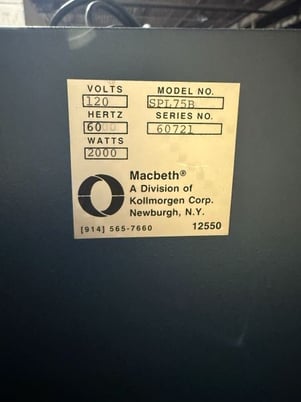 VOLTS MODEL NO.
120 SPL75B
HERTZ SERIES NO.
60 60721
WATTS
2000
Macbeth®
A Division of
Kollmorgen Corp.
Newburgh, N.Y.
[914] 565-7660 12550